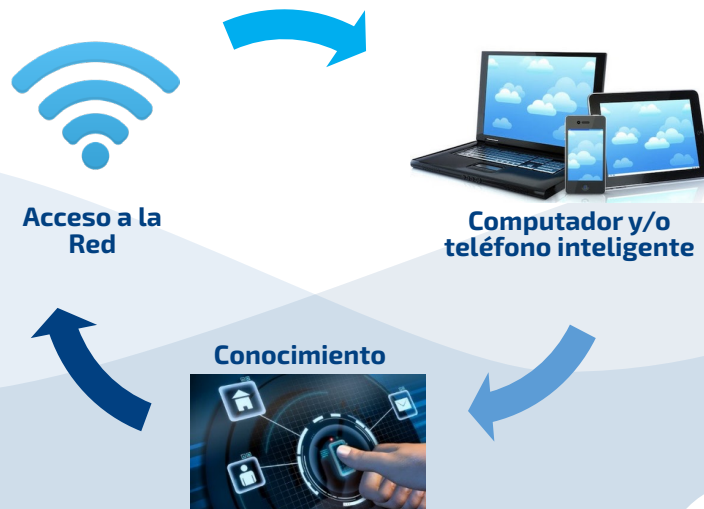 Acceso a la
Red
Computador y/o
teléfono inteligente
Conocimiento